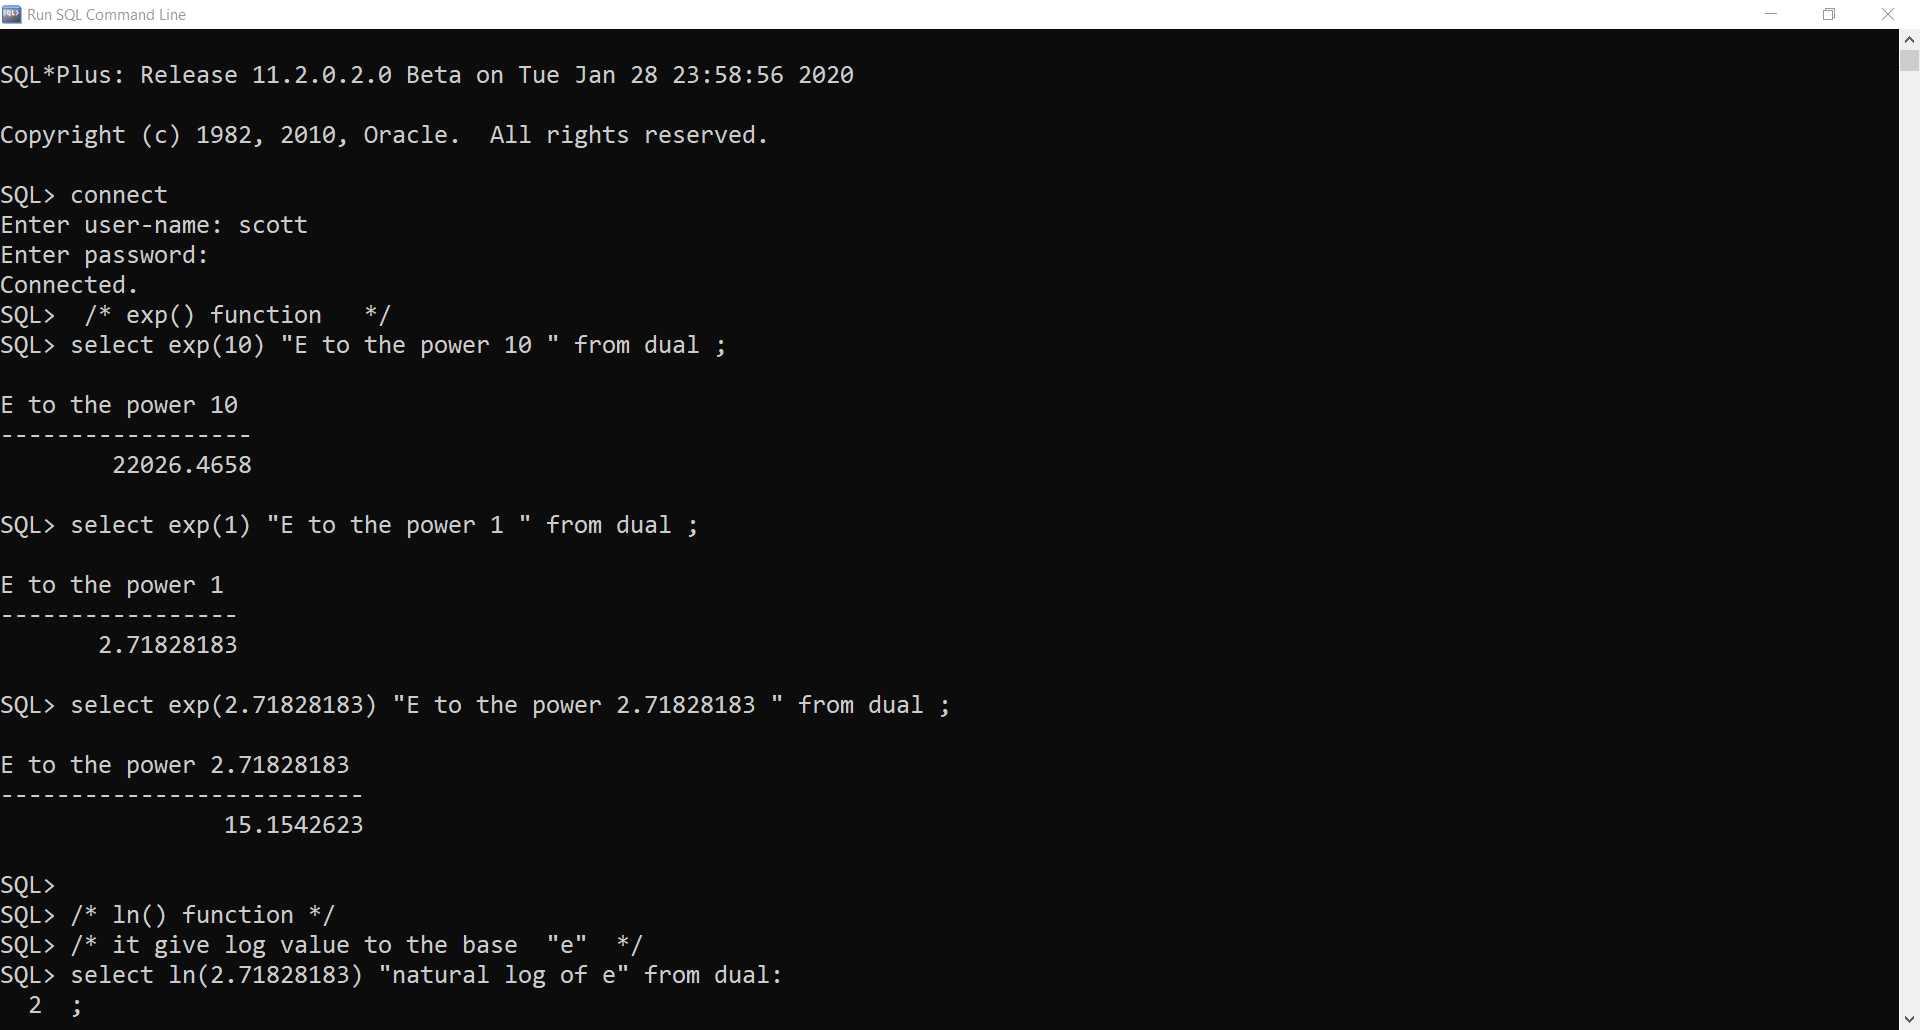 Run SQL Command Line
SQL*Plus: Release 11.2.0.2.0 Beta on Tue Jan 28 23:58:56 2020
Copyright (c) 1982, 2010, Oracle.  All rights reserved.
SQL> connect
Enter user-name: scott
Enter password:
Connected.
SQL>  /* exp() function   */
SQL> select exp(10) "E to the power 10 " from dual ;
E to the power 10
------------------
        22026.4658
SQL> select exp(1) "E to the power 1 " from dual ;
E to the power 1
-----------------
       2.71828183
SQL> select exp(2.71828183) "E to the power 2.71828183 " from dual ;
E to the power 2.71828183
--------------------------
                15.1542623
SQL>
SQL> /* ln() function */
SQL> /* it give log value to the base  "e"  */
SQL> select ln(2.71828183) "natural log of e" from dual:
  2  ;